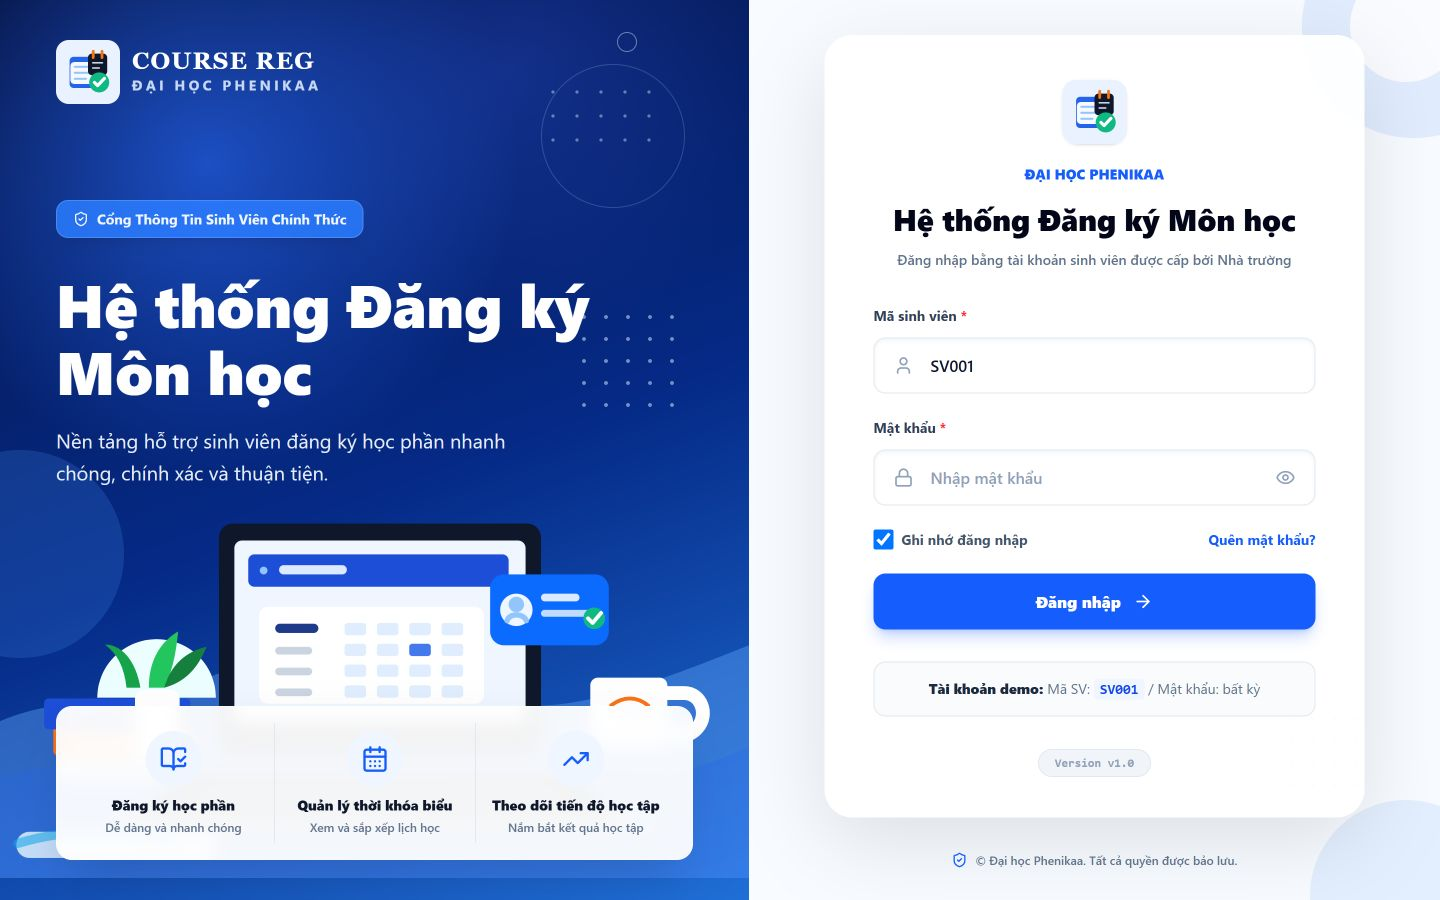 COURSE REG
ĐẠI HỌC PHENIKAA
Cổng Thông Tin Sinh Viên Chính Thức
Hệ thống Đăng ký
Môn học
Nền tảng hỗ trợ sinh viên đăng ký học phần nhanh
chóng, chính xác và thuận tiện.
Đăng ký học phần
Dễ dàng và nhanh chóng
Quản lý thời khóa biểu
Xem và sắp xếp lịch học
Theo dõi tiến độ học tập
Nắm bắt kết quả học tập
ĐẠI HỌC PHENIKAA
Hệ thống Đăng ký Môn học
Đăng nhập bằng tài khoản sinh viên được cấp bởi Nhà trường
Mã sinh viên *
SV001
Mật khẩu *
Nhập mật khẩu
Ghi nhớ đăng nhập
Quên mật khẩu?
Đăng nhập
Tài khoản demo: Mã SV: SV001 / Mật khẩu: bất kỳ
Version v1.0
© Đại học Phenikaa. Tất cả quyền được bảo lưu.